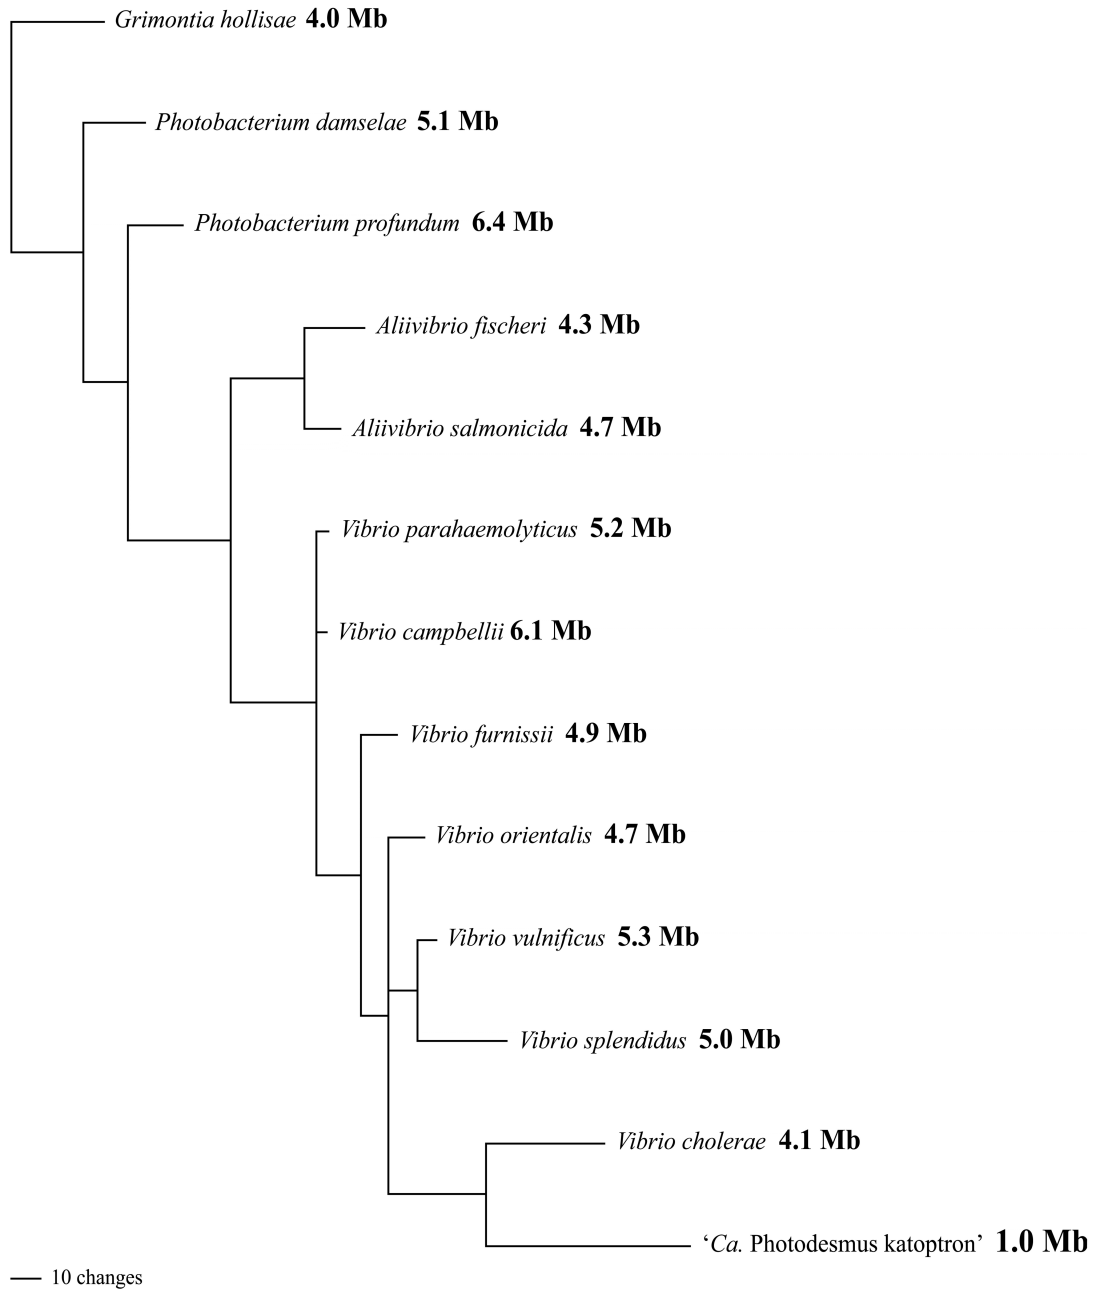 Grimontia hollisae 4.0 Mb
Photobacterium damselae 5.1 Mb
Photobacterium profundum 6.4 Mb
Aliivibrio fischeri 4.3 Mb
Aliivibrio salmonicida 4.7 Mb
Vibrio parahaemolyticus 5.2 Mb
Vibrio campbellii 6.1 Mb
Vibrio furnissii 4.9 Mb
Vibrio orientalis 4.7 Mb
Vibrio vulnificus 5.3 Mb
Vibrio splendidus 5.0 Mb
Vibrio cholerae 4.1 Mb
‘Ca. Photodesmus katoptron’ 1.0 Mb
10 changes